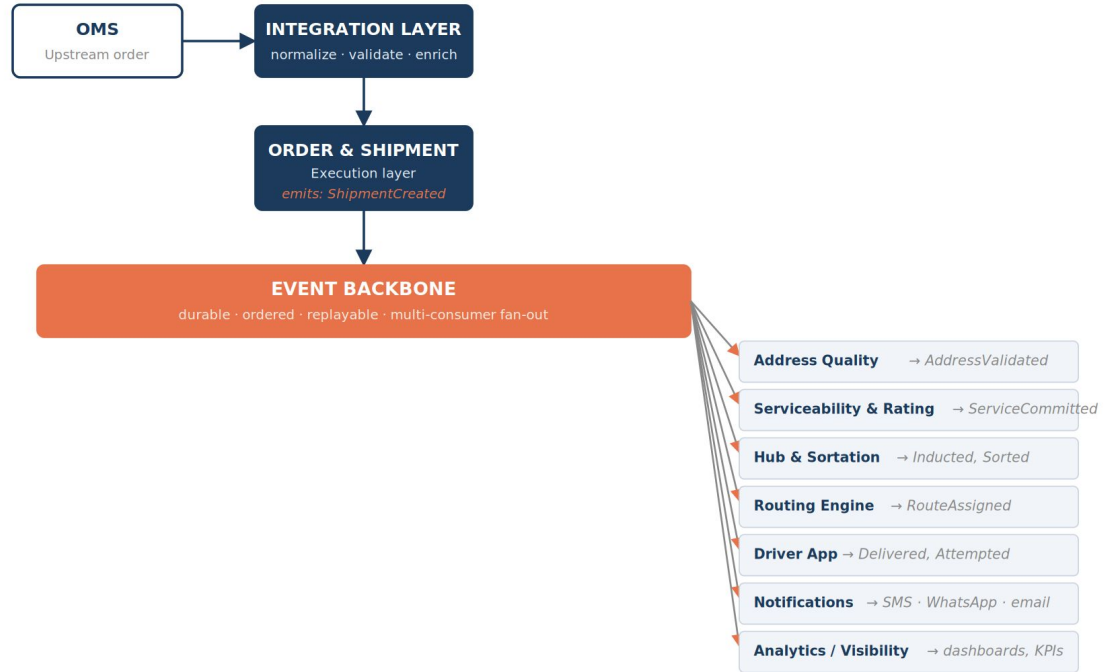 OMS
Upstream order
INTEGRATION LAYER
normalize · validate · enrich
ORDER & SHIPMENT
Execution layer
emits: ShipmentCreated
EVENT BACKBONE
durable · ordered · replayable · multi-consumer fan-out
Address Quality → AddressValidated
Serviceability & Rating → ServiceCommitted
Hub & Sortation → Inducted, Sorted
Routing Engine → RouteAssigned
Driver App → Delivered, Attempted
Notifications → SMS · WhatsApp · email
Analytics / Visibility → dashboards, KPIs